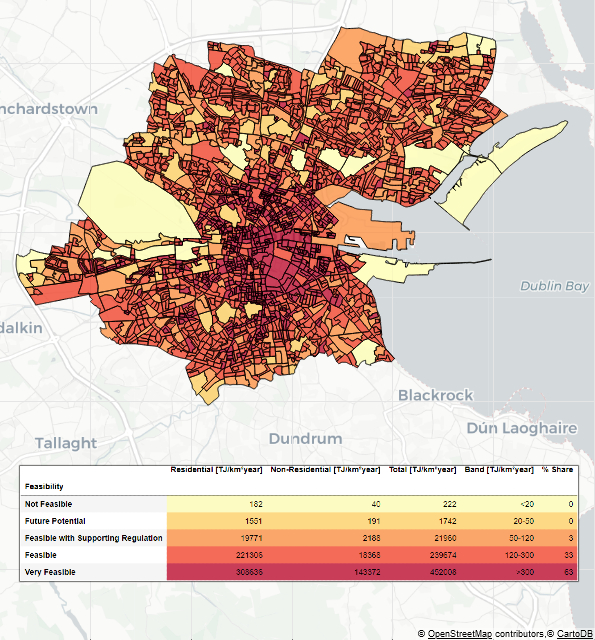 nchardstown
Dublin Bay
dalkin
Blackrock
Dún Laoghaire
Tallaght
Dundrum
Residential [TJ/km²year] Non-Residential [TJ/km²year] Total [TJ/km²year] Band [TJ/km²year] % Share
Feasibility
Not Feasible 182 40 222 <20 0
Future Potential 1551 191 1742 20-50 0
Feasible with Supporting Regulation 19771 2188 21960 50-120 3
Feasible 221305 18368 239674 120-300 33
Very Feasible 308636 143372 452008 >300 63
© OpenStreetMap contributors,© CartoDB